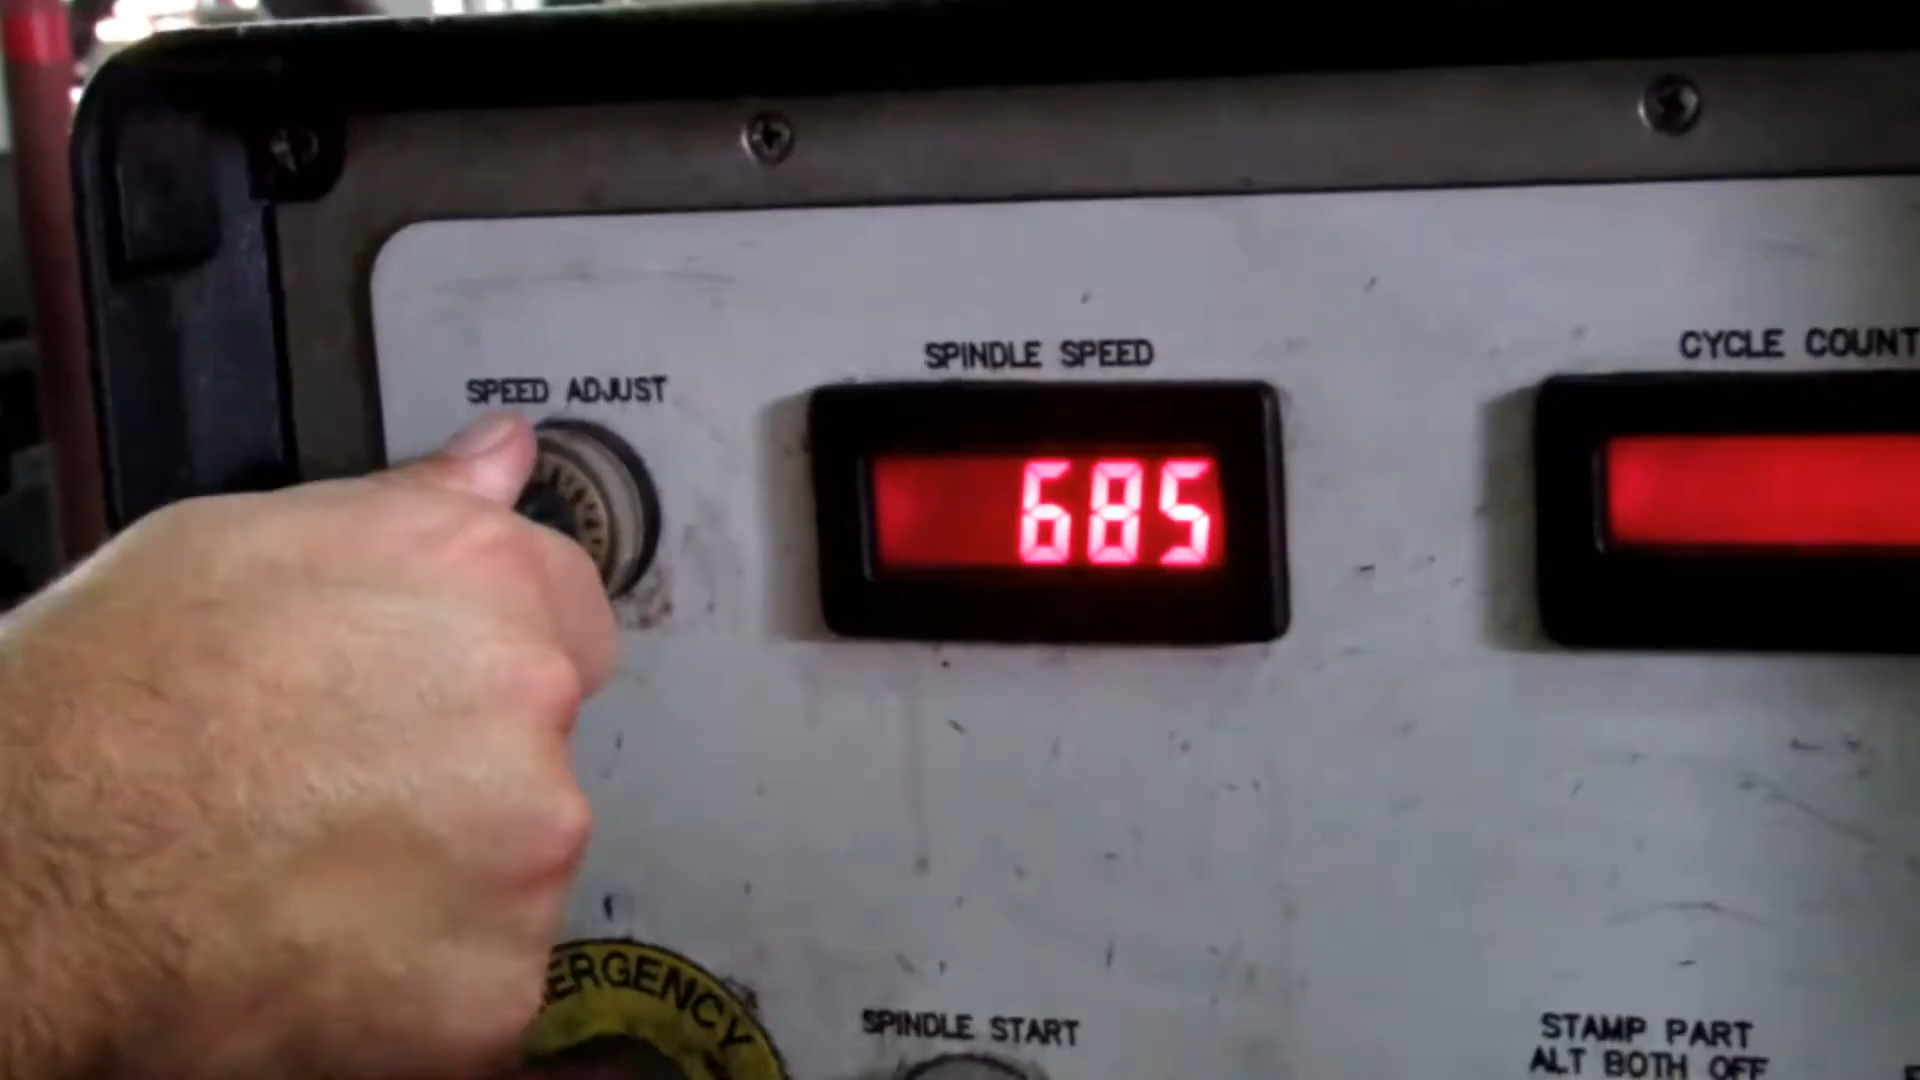 SPEED ADJUST
SPINDLE SPEED
CYCLE COUNT
685
ERGENCY
SPINDLE START
STAMP PART
ALT BOTH OFF